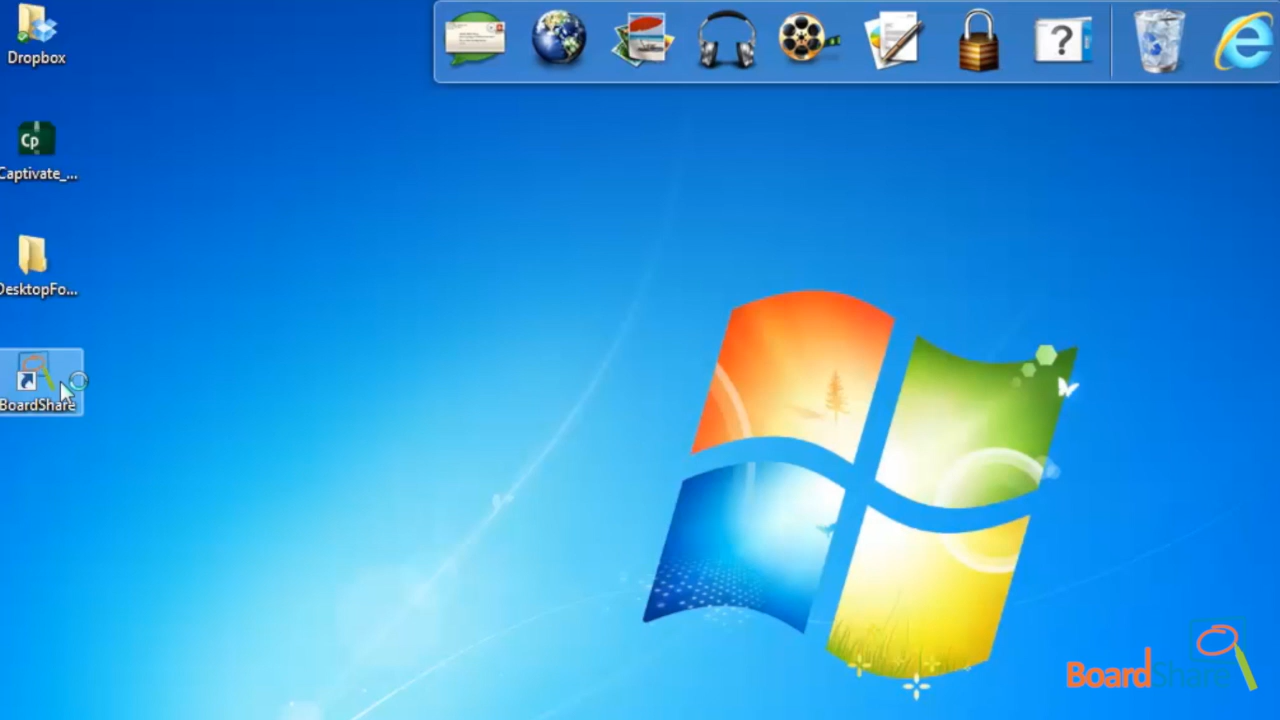 Dropbox
Cp
Captivate_...
DesktopFo...
BoardShare
?
BoardShare